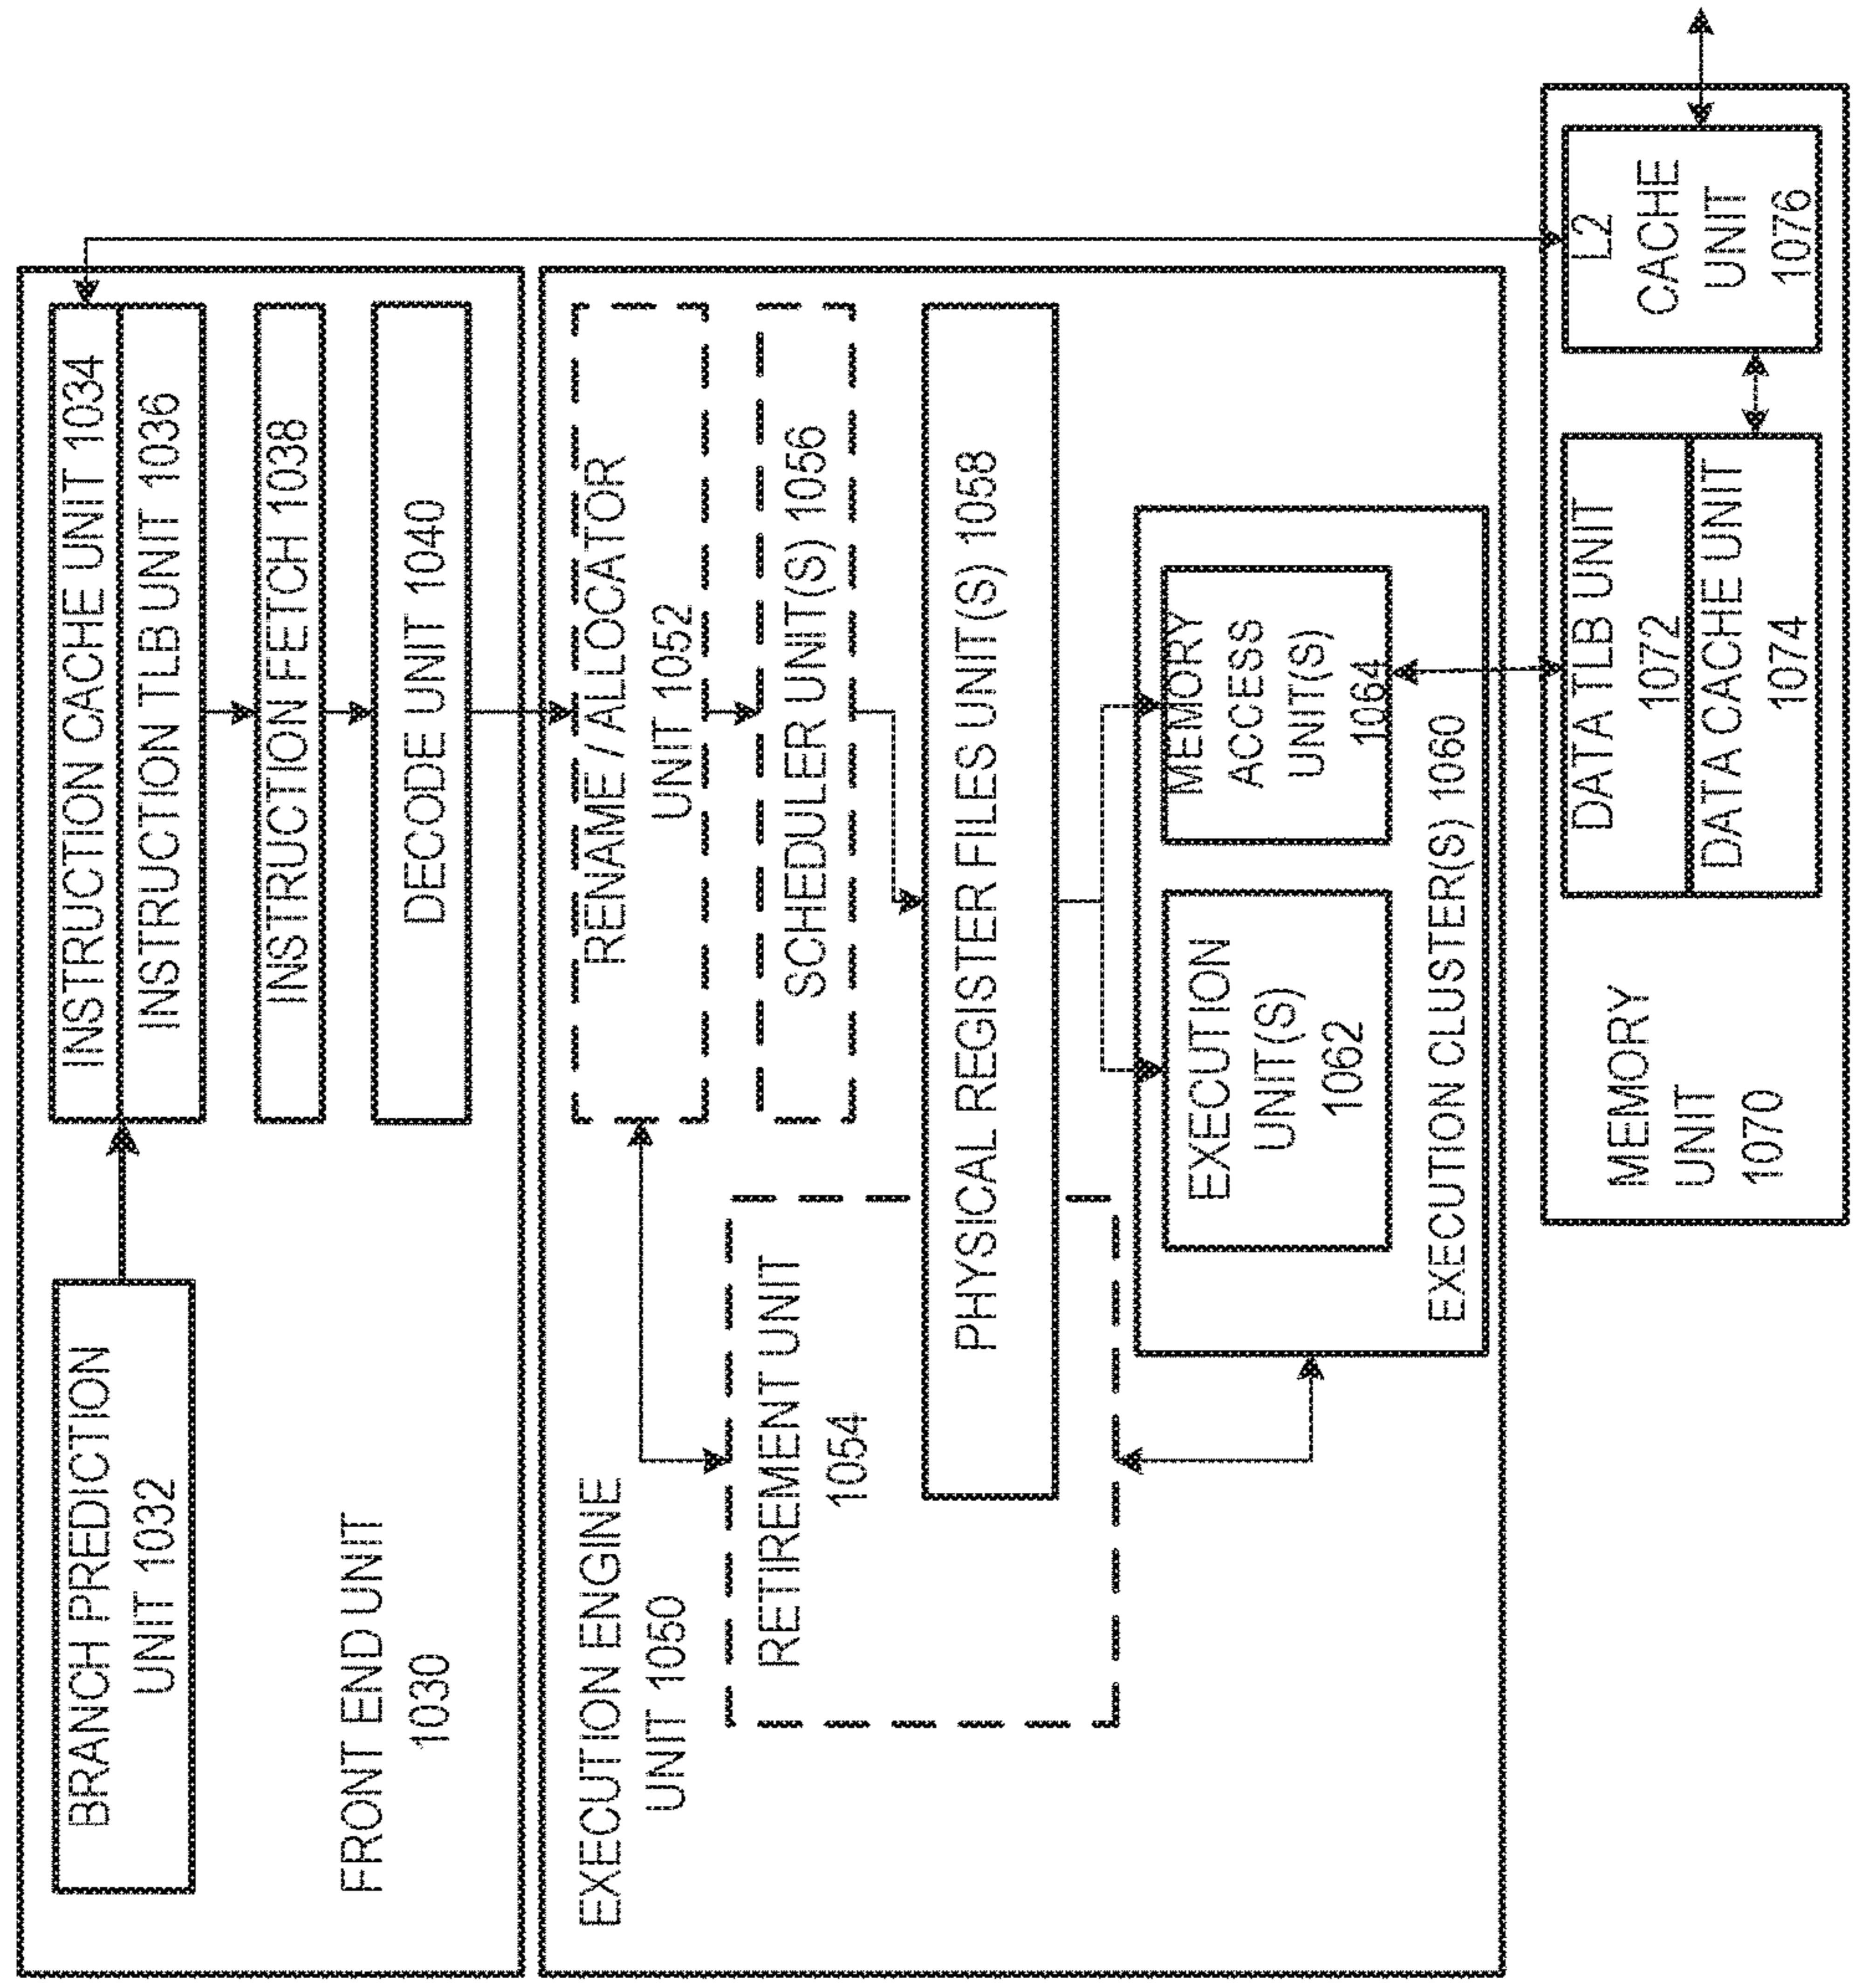 BRANCH PREDICTION
UNIT 1032
INSTRUCTION CACHE UNIT 1034
INSTRUCTION TLB UNIT 1036
INSTRUCTION FETCH 1038
DECODE UNIT 1040
FRONT END UNIT
1030
EXECUTION ENGINE
UNIT 1050
RENAME / ALLOCATOR
UNIT 1052
RETIREMENT UNIT
1054
SCHEDULER UNIT(S) 1056
PHYSICAL REGISTER FILES UNIT(S) 1058
EXECUTION
UNIT(S)
1062
MEMORY
ACCESS
UNIT(S)
1064
EXECUTION CLUSTER(S) 1060
MEMORY
UNIT
1070
DATA TLB UNIT
1072
DATA CACHE UNIT
1074
L2
CACHE
UNIT
1076